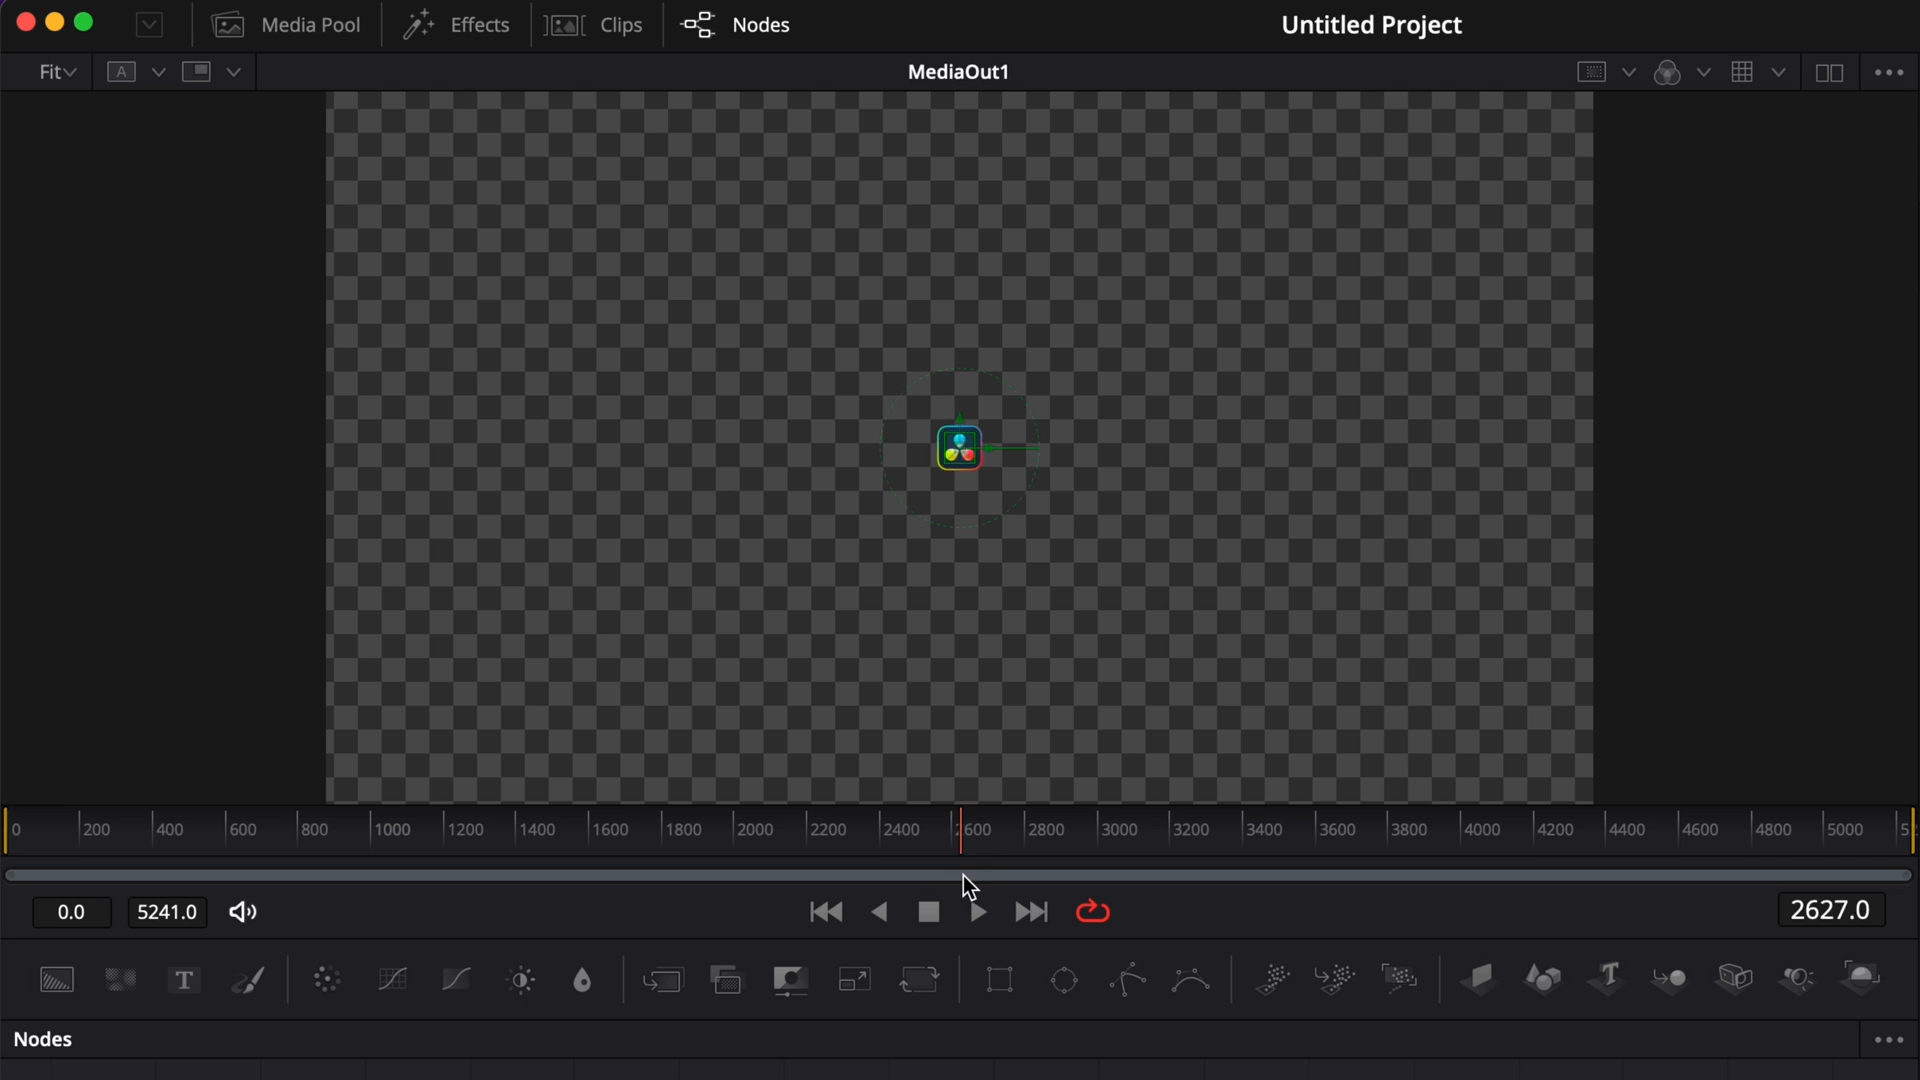 Media Pool Effects Clips Nodes Untitled Project
Fit A MediaOut1
0 200 400 600 800 1000 1200 1400 1600 1800 2000 2200 2400 2600 2800 3000 3200 3400 3600 3800 4000 4200 4400 4600 4800 5000
0.0 5241.0 2627.0
T T
Nodes